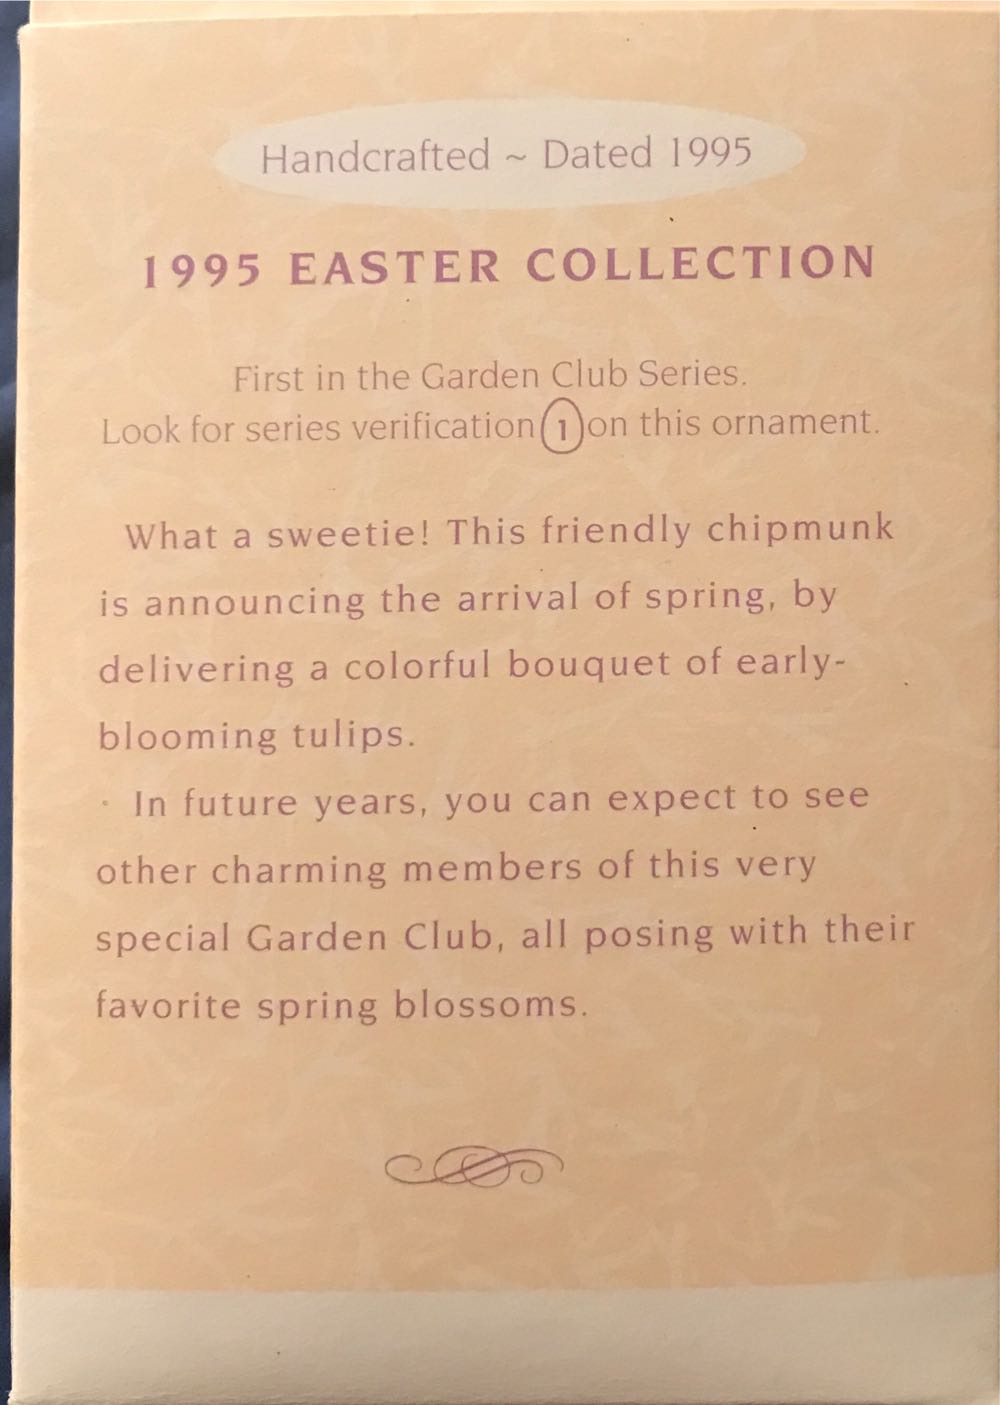 Handcrafted ~ Dated 1995
1995 EASTER COLLECTION
First in the Garden Club Series.
Look for series verification 1 on this ornament.
What a sweetie! This friendly chipmunk
is announcing the arrival of spring, by
delivering a colorful bouquet of early-
blooming tulips.
In future years, you can expect to see
other charming members of this very
special Garden Club, all posing with their
favorite spring blossoms.